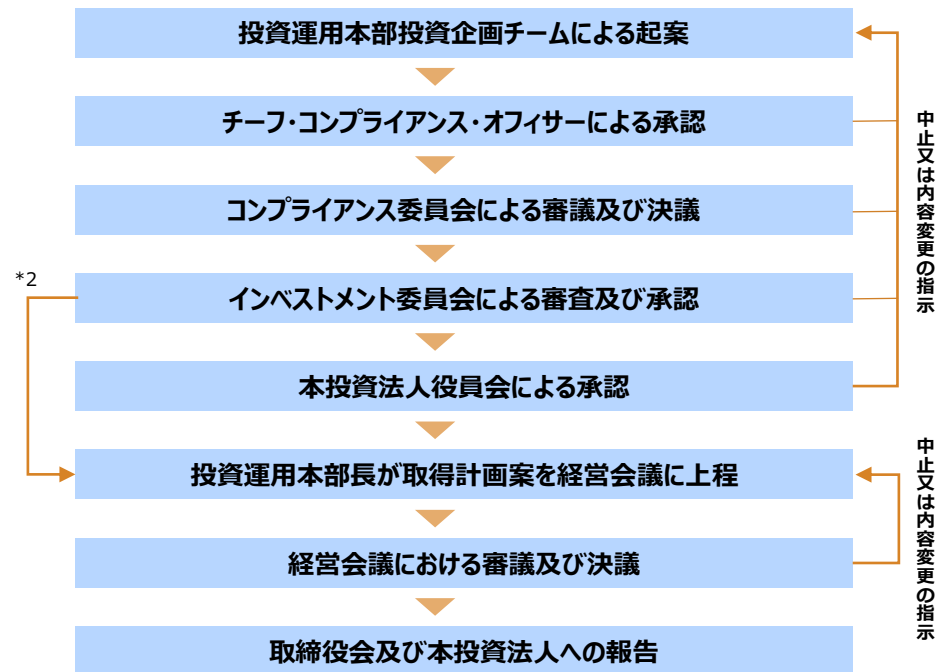 投資運用本部投資企画チームによる起案
チーフ・コンプライアンス・オフィサーによる承認
コンプライアンス委員会による審議及び決議
*2
インベストメント委員会による審査及び承認
本投資法人役員会による承認
中止又は内容変更の指示
投資運用本部長が取得計画案を経営会議に上程
経営会議における審議及び決議
中止又は内容変更の指示
取締役会及び本投資法人への報告